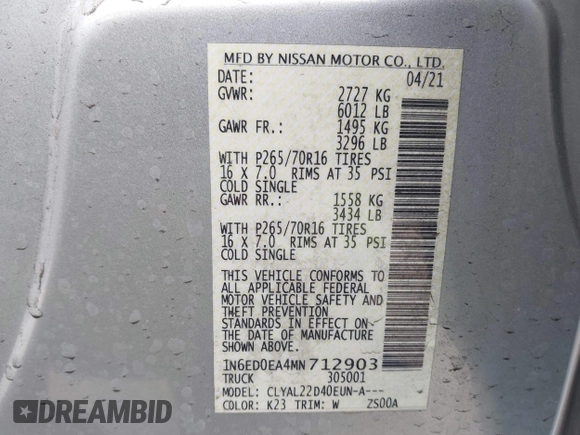 MFD BY NISSAN MOTOR CO., LTD.
DATE: 04/21
GVWR: 2727 KG
6012 LB
GAWR FR.: 1495 KG
3296 LB
WITH P265/70R16 TIRES
16 X 7.0 RIMS AT 35 PSI
COLD SINGLE
GAWR RR.: 1558 KG
3434 LB
WITH P265/70R16 TIRES
16 X 7.0 RIMS AT 35 PSI
COLD SINGLE
THIS VEHICLE CONFORMS TO
ALL APPLICABLE FEDERAL
MOTOR VEHICLE SAFETY AND
THEFT PREVENTION
STANDARDS IN EFFECT ON
THE DATE OF MANUFACTURE
SHOWN ABOVE.
1N6ED0EA4MN712903
TRUCK 305001
MODEL: CLYAL22D40EUN-A---
COLOR: K23 TRIM: W ZS00A
EPICVIN.COM